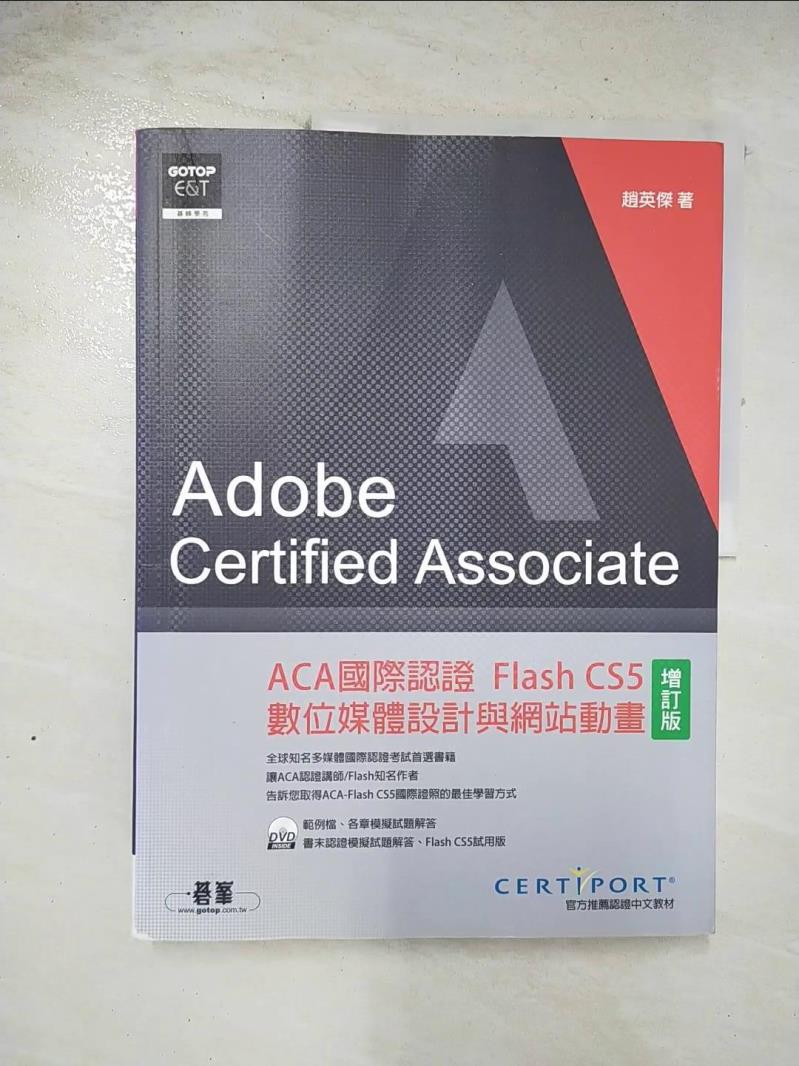 GOTOP
E&T
碁峰學苑
趙英傑 著
Adobe
Certified Associate
ACA國際認證 Flash CS5
數位媒體設計與網站動畫
增訂版
全球知名多媒體國際認證考試首選書籍
讓ACA認證講師/Flash知名作者
告訴您取得ACA-Flash CS5國際證照的最佳學習方式
DVD
INSIDE
範例檔、各章模擬試題解答
書末認證模擬試題解答、Flash CS5試用版
碁峯
www.gotop.com.tw
CERTIPORT®
官方推薦認證中文教材